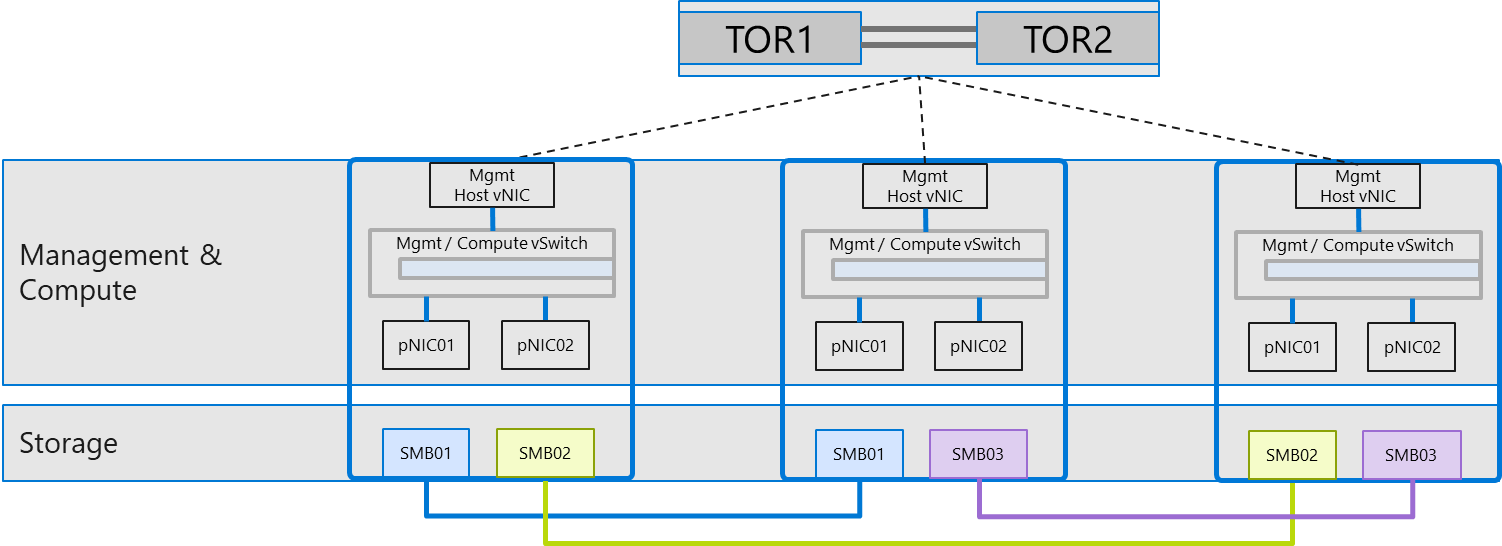 TOR1
TOR2
Management &
Compute
Mgmt
Host vNIC
Mgmt / Compute vSwitch
pNIC01
pNIC02
Mgmt
Host vNIC
Mgmt / Compute vSwitch
pNIC01
pNIC02
Mgmt
Host vNIC
Mgmt / Compute vSwitch
pNIC01
pNIC02
Storage
SMB01
SMB02
SMB01
SMB03
SMB02
SMB03